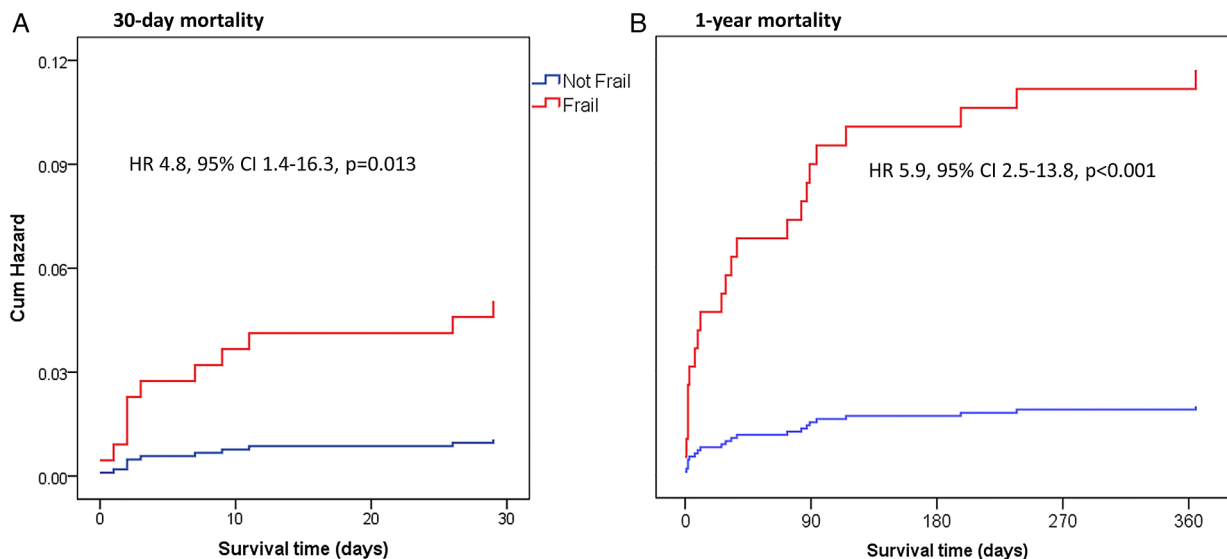 A
30-day mortality
Cum Hazard
0.12
0.09
0.06
0.03
0.00
HR 4.8, 95% CI 1.4-16.3, p=0.013
0 10 20 30
Survival time (days)
Not Frail
Frail
B
1-year mortality
HR 5.9, 95% CI 2.5-13.8, p<0.001
0 90 180 270 360
Survival time (days)